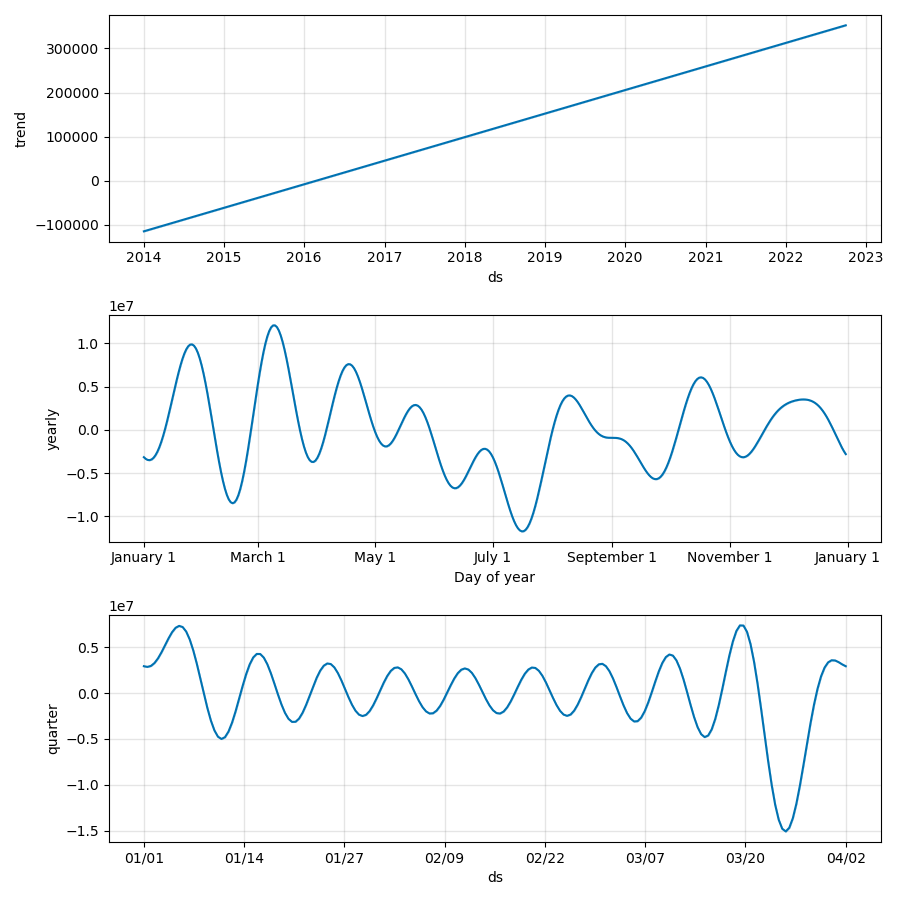 300000
200000
100000
0
−100000
trend
2014 2015 2016 2017 2018 2019 2020 2021 2022 2023
ds
1e7
1.0
0.5
0.0
−0.5
−1.0
yearly
January 1 March 1 May 1 July 1 September 1 November 1 January 1
Day of year
1e7
0.5
0.0
−0.5
−1.0
−1.5
quarter
01/01 01/14 01/27 02/09 02/22 03/07 03/20 04/02
ds